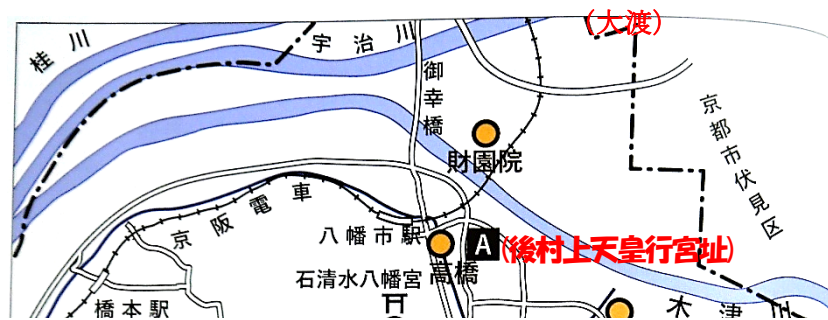 (大渡)
桂川
宇治川
御幸橋
財園院
京都市伏見区
京阪電車
八幡市駅
A
(後村上天皇行宮址)
高橋
石清水八幡宮
橋本駅
木津川